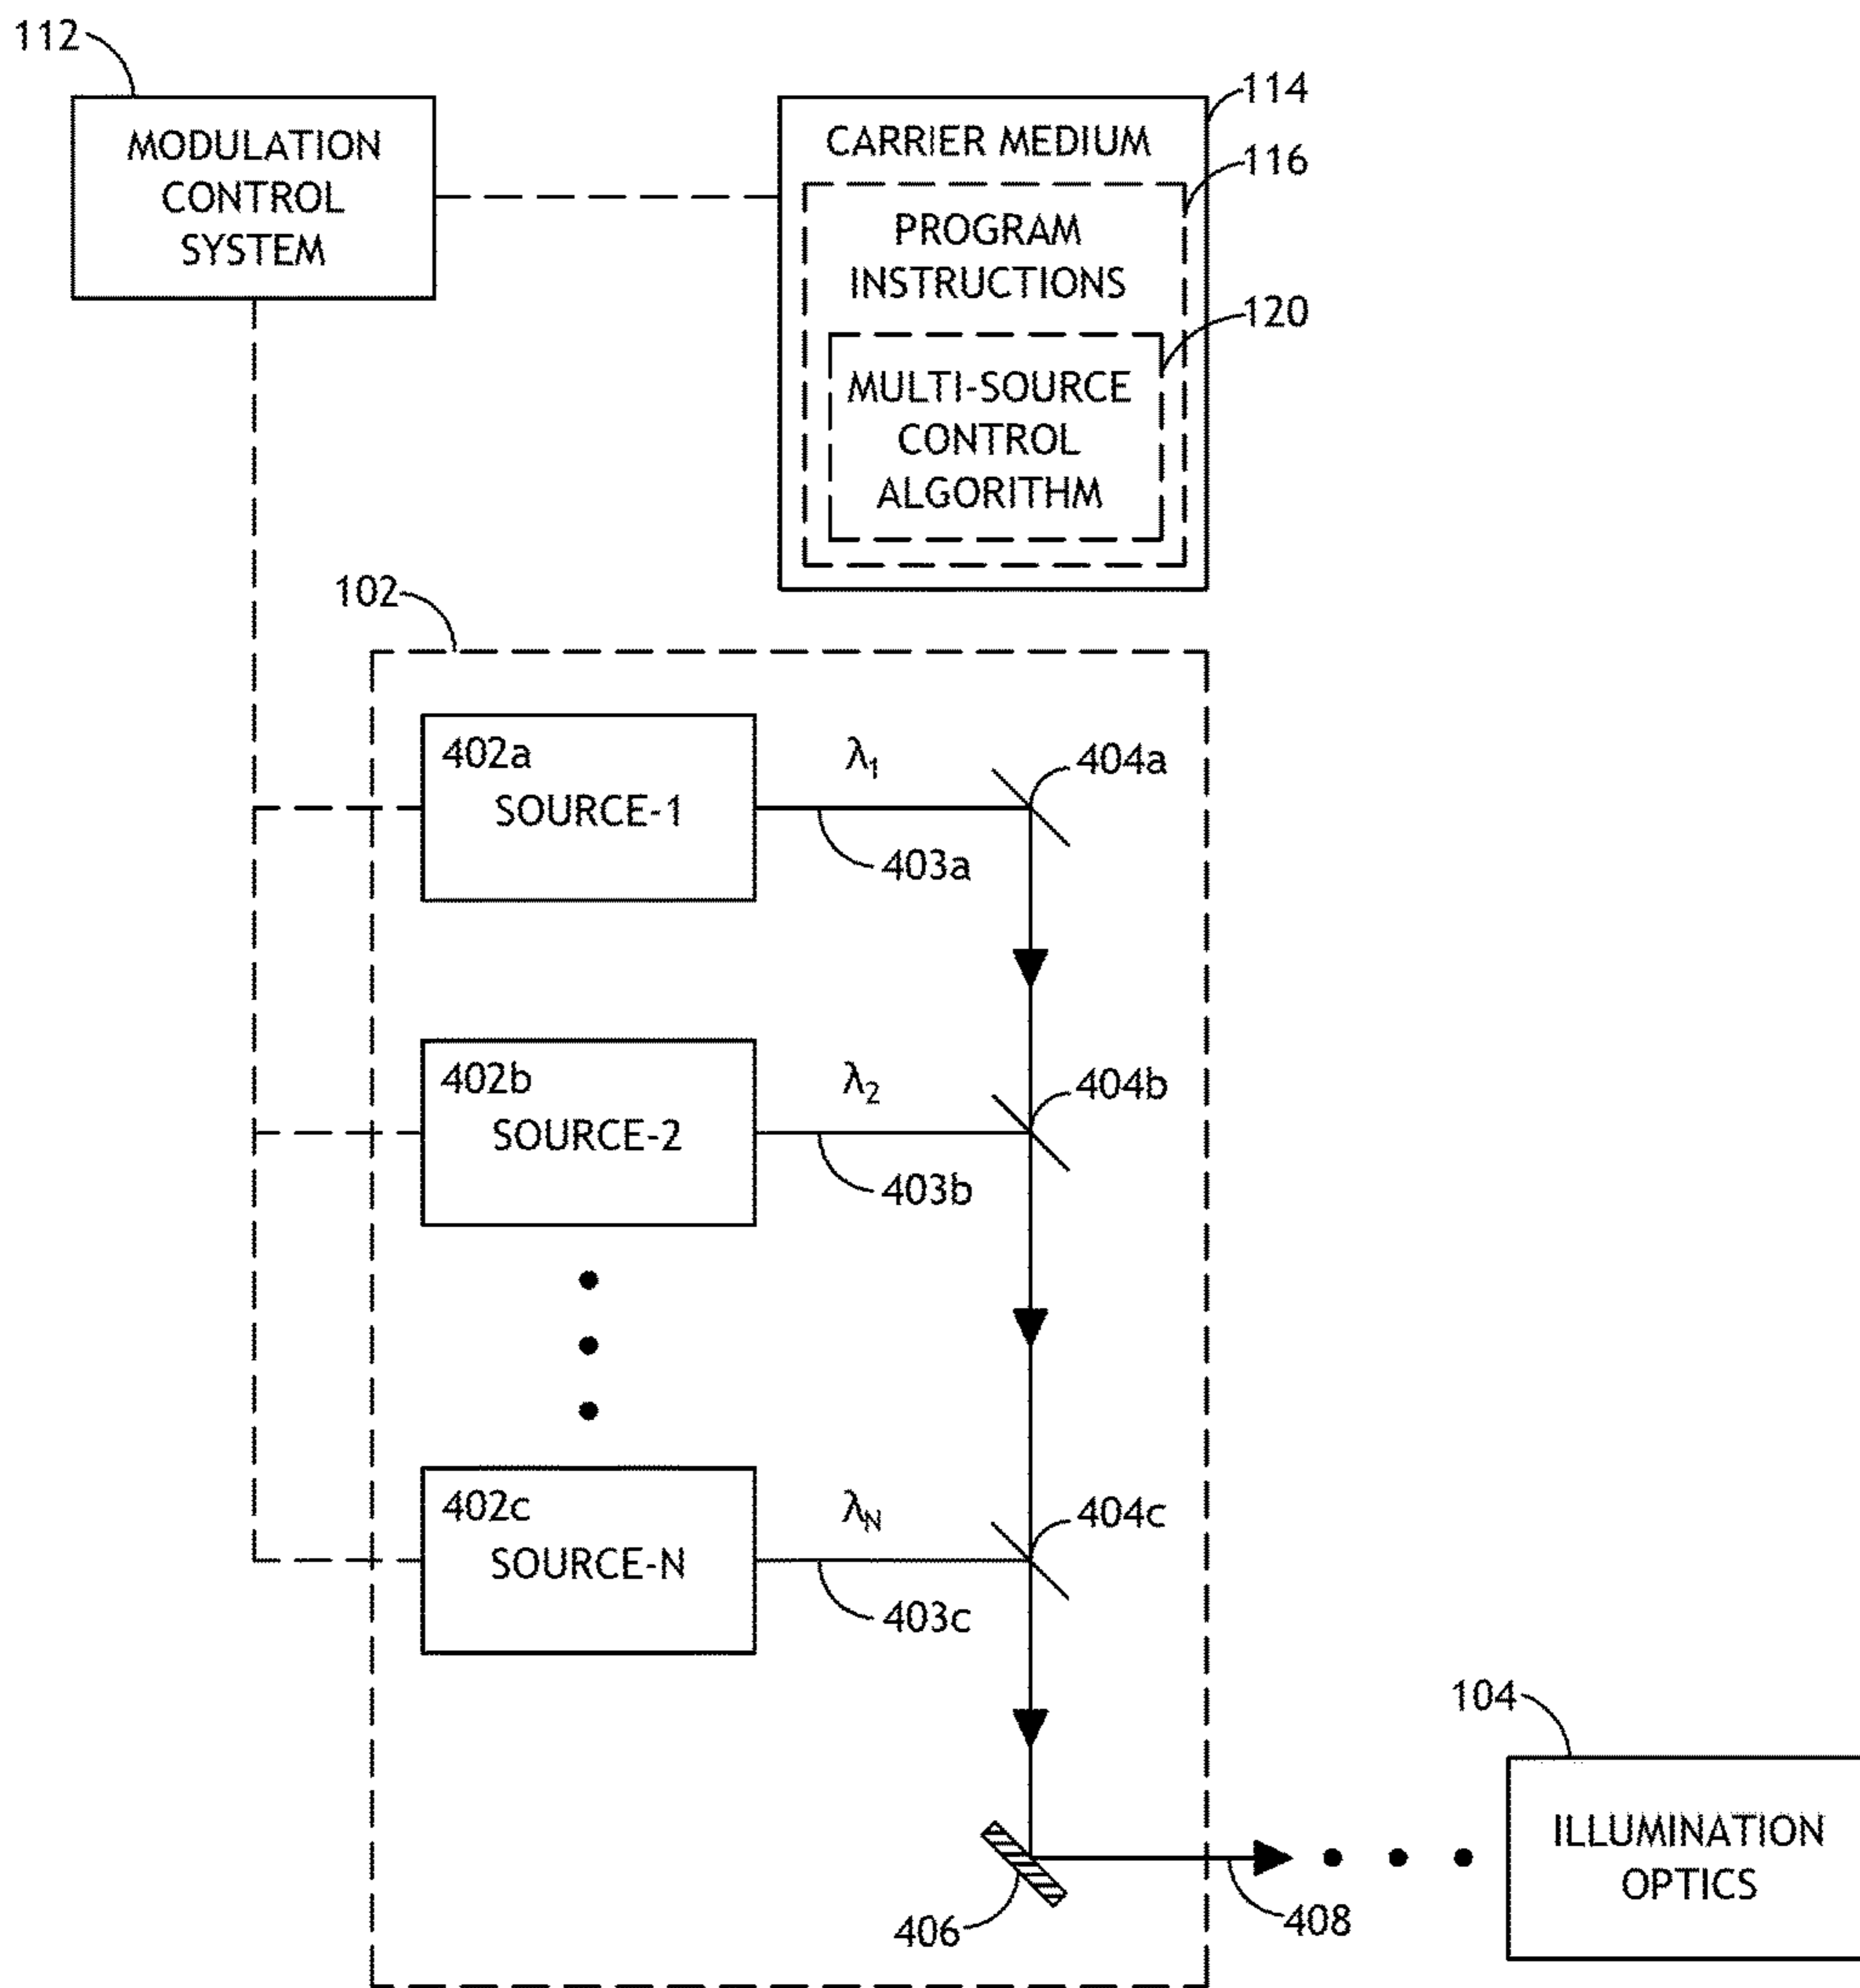 112
MODULATION
CONTROL
SYSTEM
114
CARRIER MEDIUM
116
PROGRAM
INSTRUCTIONS
120
MULTI-SOURCE
CONTROL
ALGORITHM
102
402a
SOURCE-1
λ1
404a
403a
402b
SOURCE-2
λ2
404b
403b
402c
SOURCE-N
λN
404c
403c
104
ILLUMINATION
OPTICS
406
408